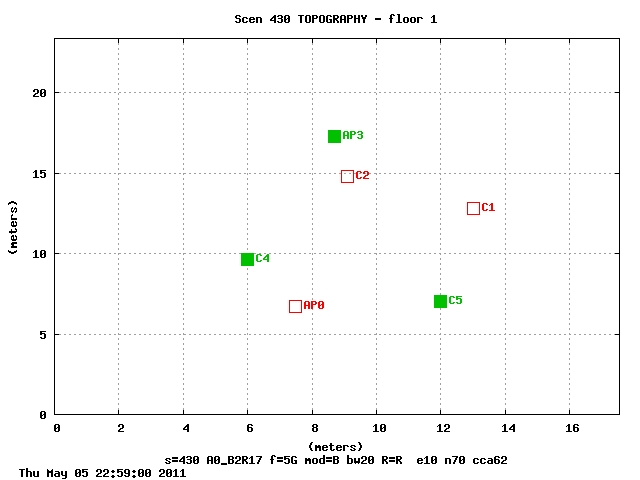 Scen 430 TOPOGRAPHY - floor 1
20
AP3
15
C2
C1
(meters)
10
C4
C5
AP0
5
0
0 2 4 6 8 10 12 14 16
(meters)
s=430 A0_B2R17 f=5G mod=B bw20 R=R  e10 n70 cca62
Thu May 05 22:59:00 2011